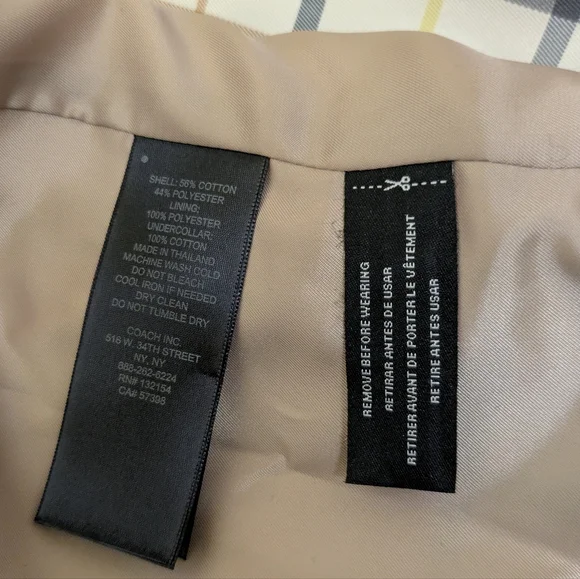 SHELL: 56% COTTON
44% POLYESTER
LINING:
100% POLYESTER
UNDERCOLLAR:
100% COTTON
MADE IN THAILAND
MACHINE WASH COLD
DO NOT BLEACH
COOL IRON IF NEEDED
DRY CLEAN
DO NOT TUMBLE DRY
COACH INC.
516 W. 34TH STREET
NY. NY
888-262-6224
RN# 132154
CA# 57398
REMOVE BEFORE WEARING
RETIRAR ANTES DE USAR
RETIRER AVANT DE PORTER LE VÊTEMENT
RETIRE ANTES USAR